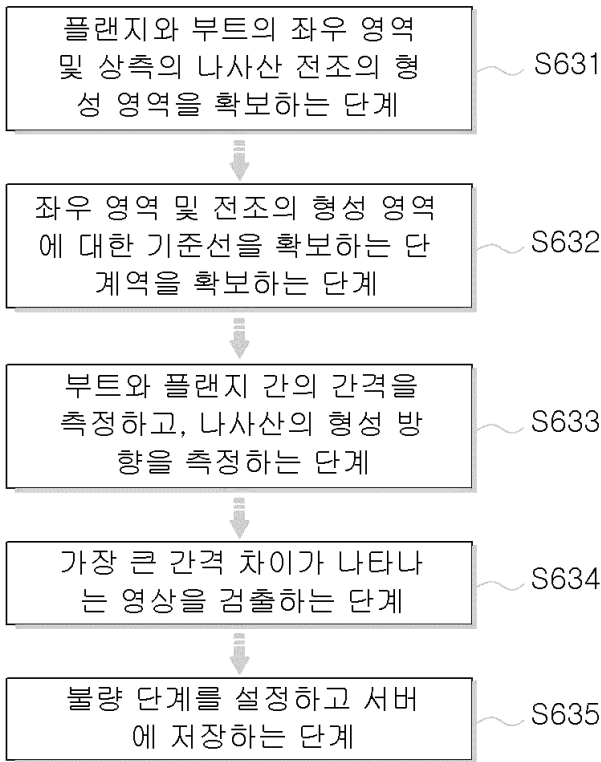 플랜지와 부트의 좌우 영역
및 상측의 나사산 전조의 형
성 영역을 확보하는 단계
S631
좌우 영역 및 전조의 형성 영역
에 대한 기준선을 확보하는 단
계역을 확보하는 단계
S632
부트와 플랜지 간의 간격을
측정하고, 나사산의 형성 방
향을 측정하는 단계
S633
가장 큰 간격 차이가 나타나
는 영상을 검출하는 단계
S634
불량 단계를 설정하고 서버
에 저장하는 단계
S635